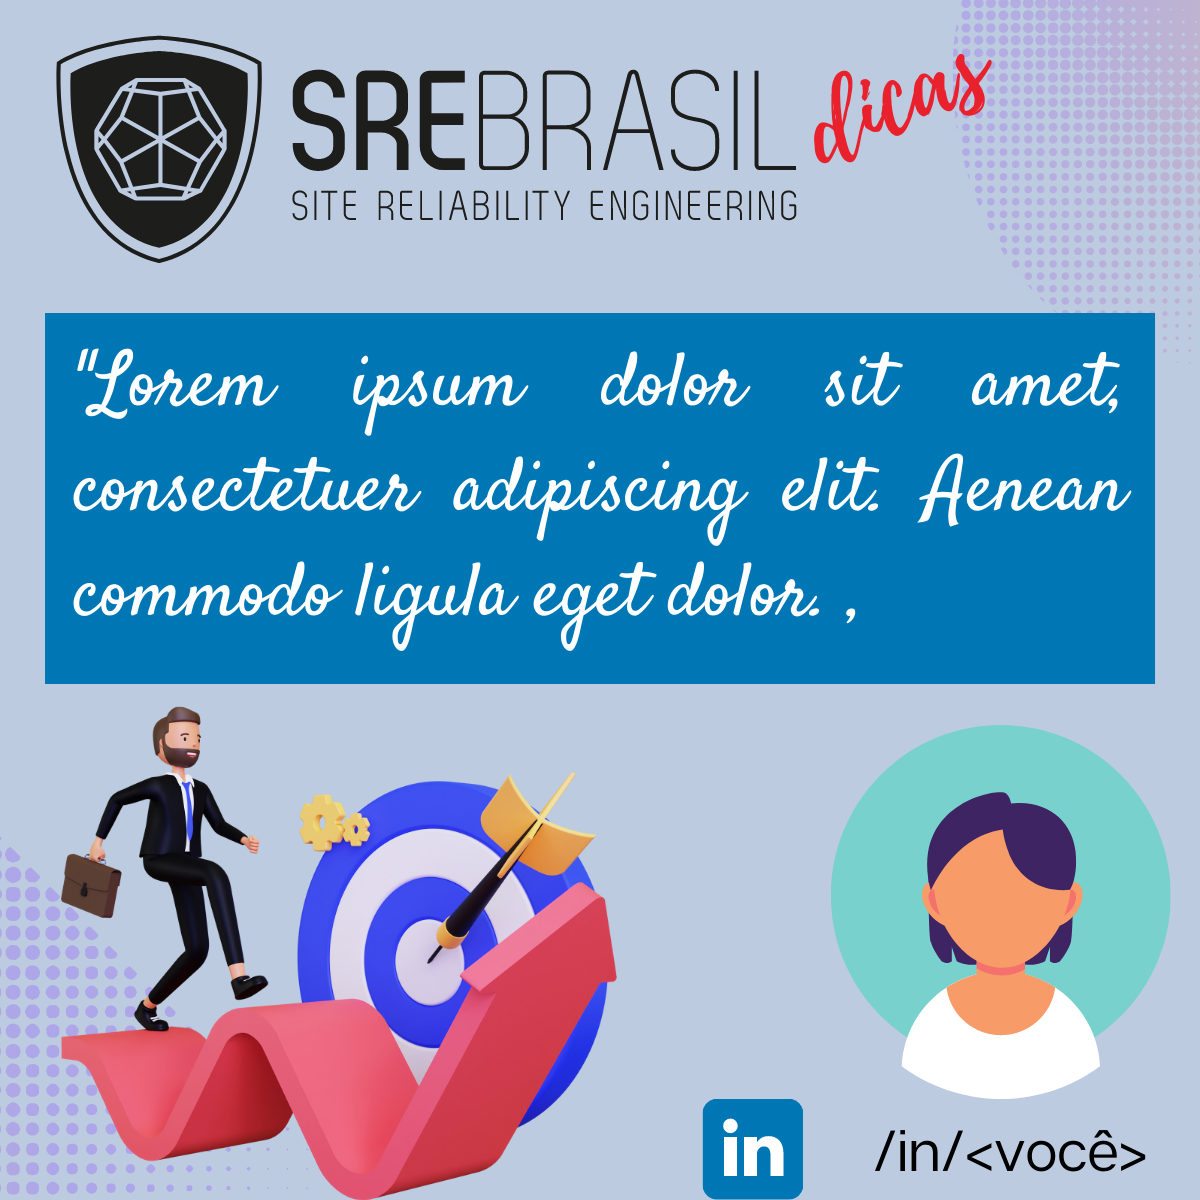 SREBRASIL dicas
SITE RELIABILITY ENGINEERING
"Lorem ipsum dolor sit amet,
consectetuer adipiscing elit. Aenean
commodo ligula eget dolor. ,
in /in/<você>